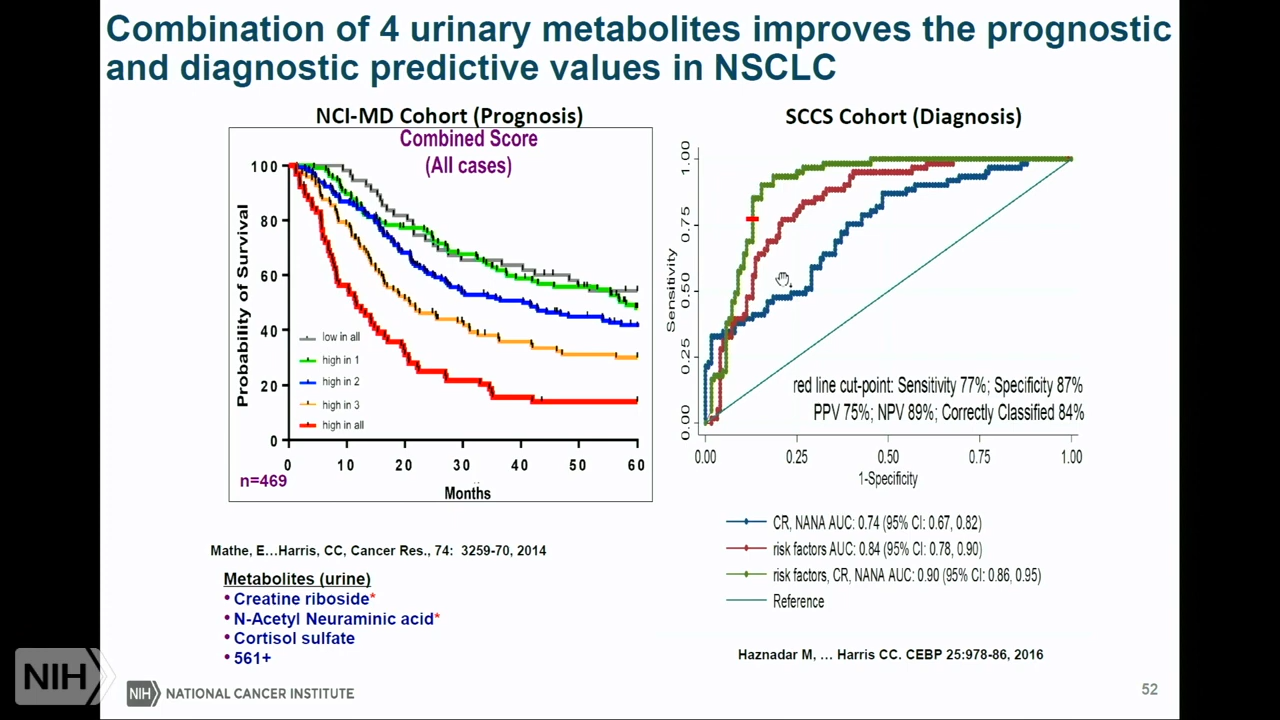 Combination of 4 urinary metabolites improves the prognostic
and diagnostic predictive values in NSCLC
NCI-MD Cohort (Prognosis)
Combined Score
(All cases)
Probability of Survival
100
80
60
40
20
0
low in all
high in 1
high in 2
high in 3
high in all
0 10 20 30 40 50 60
n=469
Months
Mathe, E…Harris, CC, Cancer Res., 74: 3259-70, 2014
Metabolites (urine)
• Creatine riboside*
• N-Acetyl Neuraminic acid*
• Cortisol sulfate
• 561+
SCCS Cohort (Diagnosis)
Sensitivity
1.00
0.75
0.50
0.25
0.00
red line cut-point: Sensitivity 77%; Specificity 87%
PPV 75%; NPV 89%; Correctly Classified 84%
0.00 0.25 0.50 0.75 1.00
1-Specificity
CR, NANA AUC: 0.74 (95% CI: 0.67, 0.82)
risk factors AUC: 0.84 (95% CI: 0.78, 0.90)
risk factors, CR, NANA AUC: 0.90 (95% CI: 0.86, 0.95)
Reference
Haznadar M, … Harris CC. CEBP 25:978-86, 2016
NIH
NIH NATIONAL CANCER INSTITUTE
52